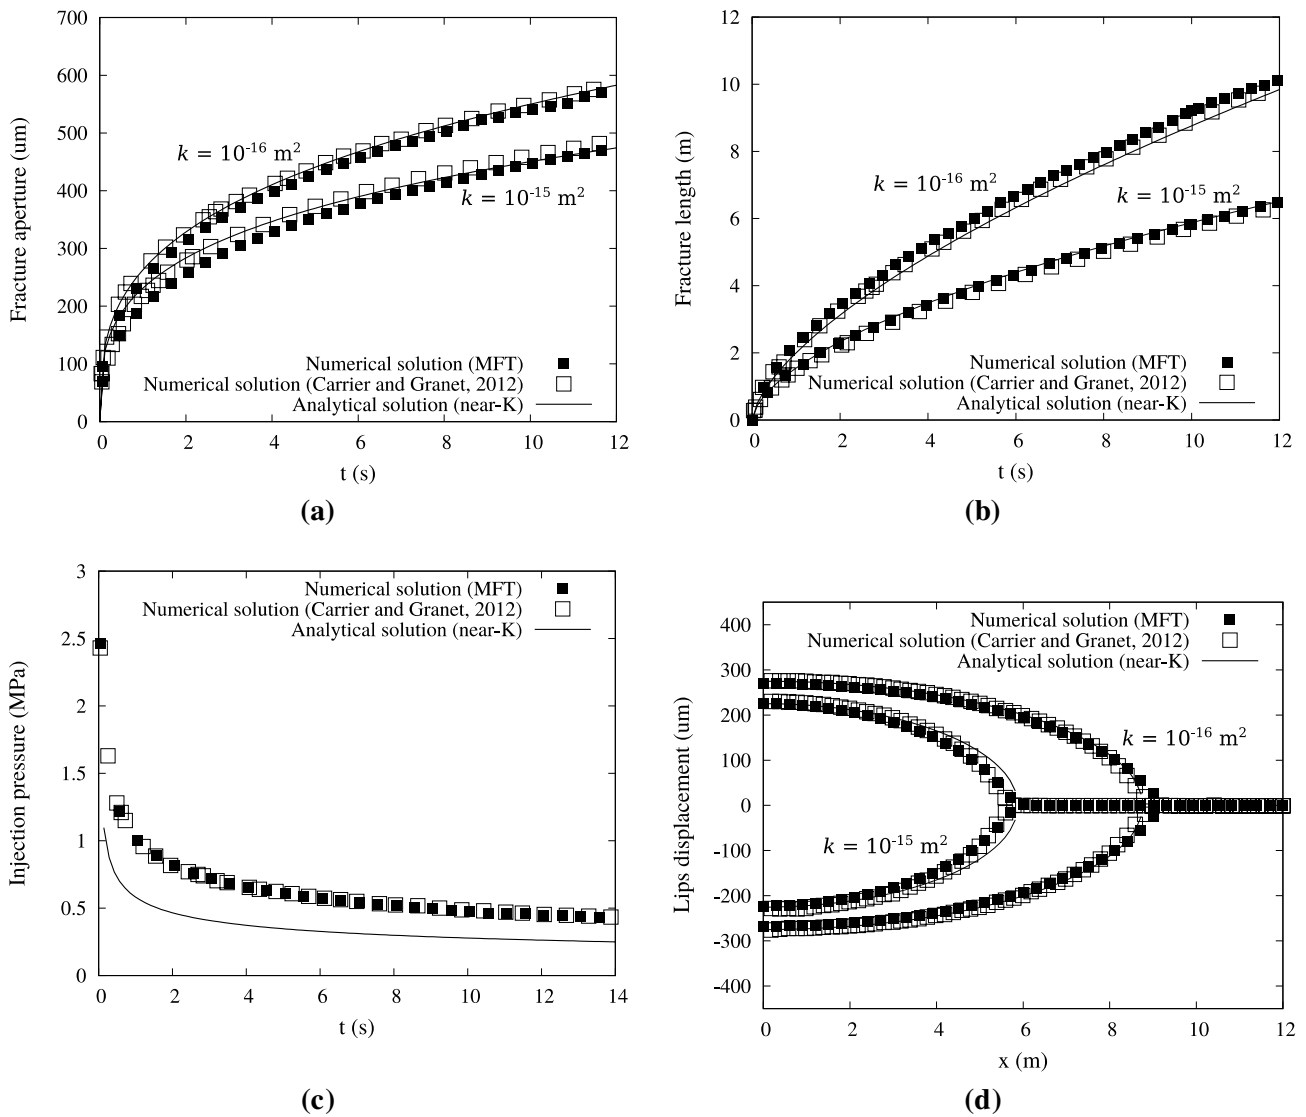 700
600
500
400
300
200
100
0
Fracture aperture (um)
k = 10-16 m2
k = 10-15 m2
Numerical solution (MFT)
Numerical solution (Carrier and Granet, 2012)
Analytical solution (near-K)
0 2 4 6 8 10 12
t (s)
(a)
12
10
8
6
4
2
0
Fracture length (m)
k = 10-16 m2
k = 10-15 m2
Numerical solution (MFT)
Numerical solution (Carrier and Granet, 2012)
Analytical solution (near-K)
0 2 4 6 8 10 12
t (s)
(b)
3
2.5
2
1.5
1
0.5
0
Injection pressure (MPa)
Numerical solution (MFT)
Numerical solution (Carrier and Granet, 2012)
Analytical solution (near-K)
0 2 4 6 8 10 12 14
t (s)
(c)
400
300
200
100
0
-100
-200
-300
-400
Lips displacement (um)
Numerical solution (MFT)
Numerical solution (Carrier and Granet, 2012)
Analytical solution (near-K)
k = 10-16 m2
k = 10-15 m2
0 2 4 6 8 10 12
x (m)
(d)